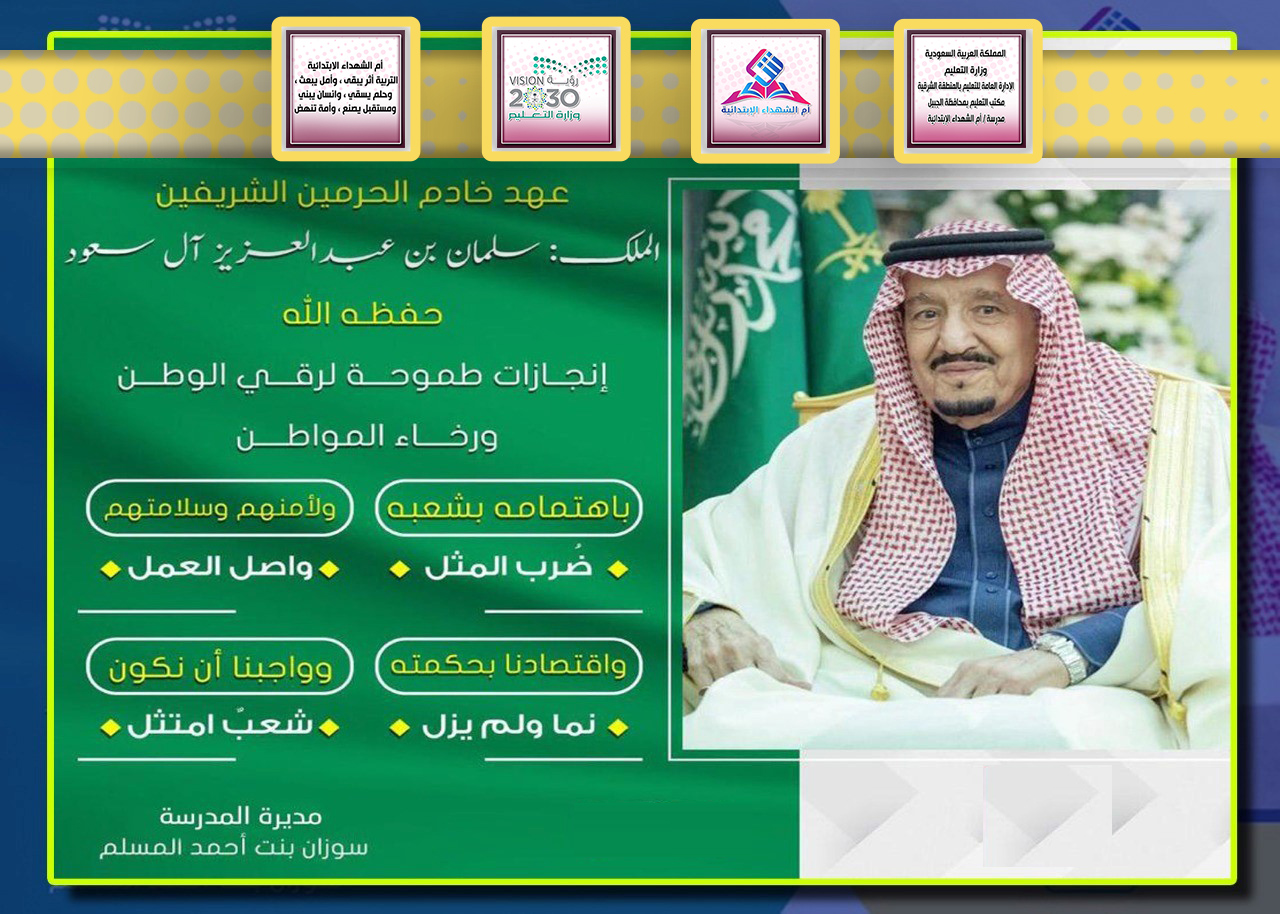 المملكة العربية السعودية
وزارة التعليم
الإدارة العامة للتعليم بالمنطقة الشرقية
مكتب التعليم بمحافظة الجبيل
مدرسة / أم الشهداء الابتدائية
أم الشهداء الابتدائية
رؤيـــة
VISION
2030
وزارة التعـــليم
أم الشهداء الابتدائية
التربية أثر يبقى ، وأمل يبعث ،
وحلم يسقي ، وانسان يبني
ومستقبل يصنع ، وأمة تنهض
عهد خادم الحرمين الشريفين
الملك: سلمان بن عبدالعزيز آل سعود
حفظه الله
إنجازات طموحة لرقي الوطن
ورخاء المواطن
باهتمامه بشعبه
ضُرب المثل
ولأمنهم وسلامتهم
واصل العمل
واقتصادنا بحكمته
نما ولم يزل
وواجبنا أن نكون
شعبٌ امتثل
مديرة المدرسة
سوزان بنت أحمد المسلم